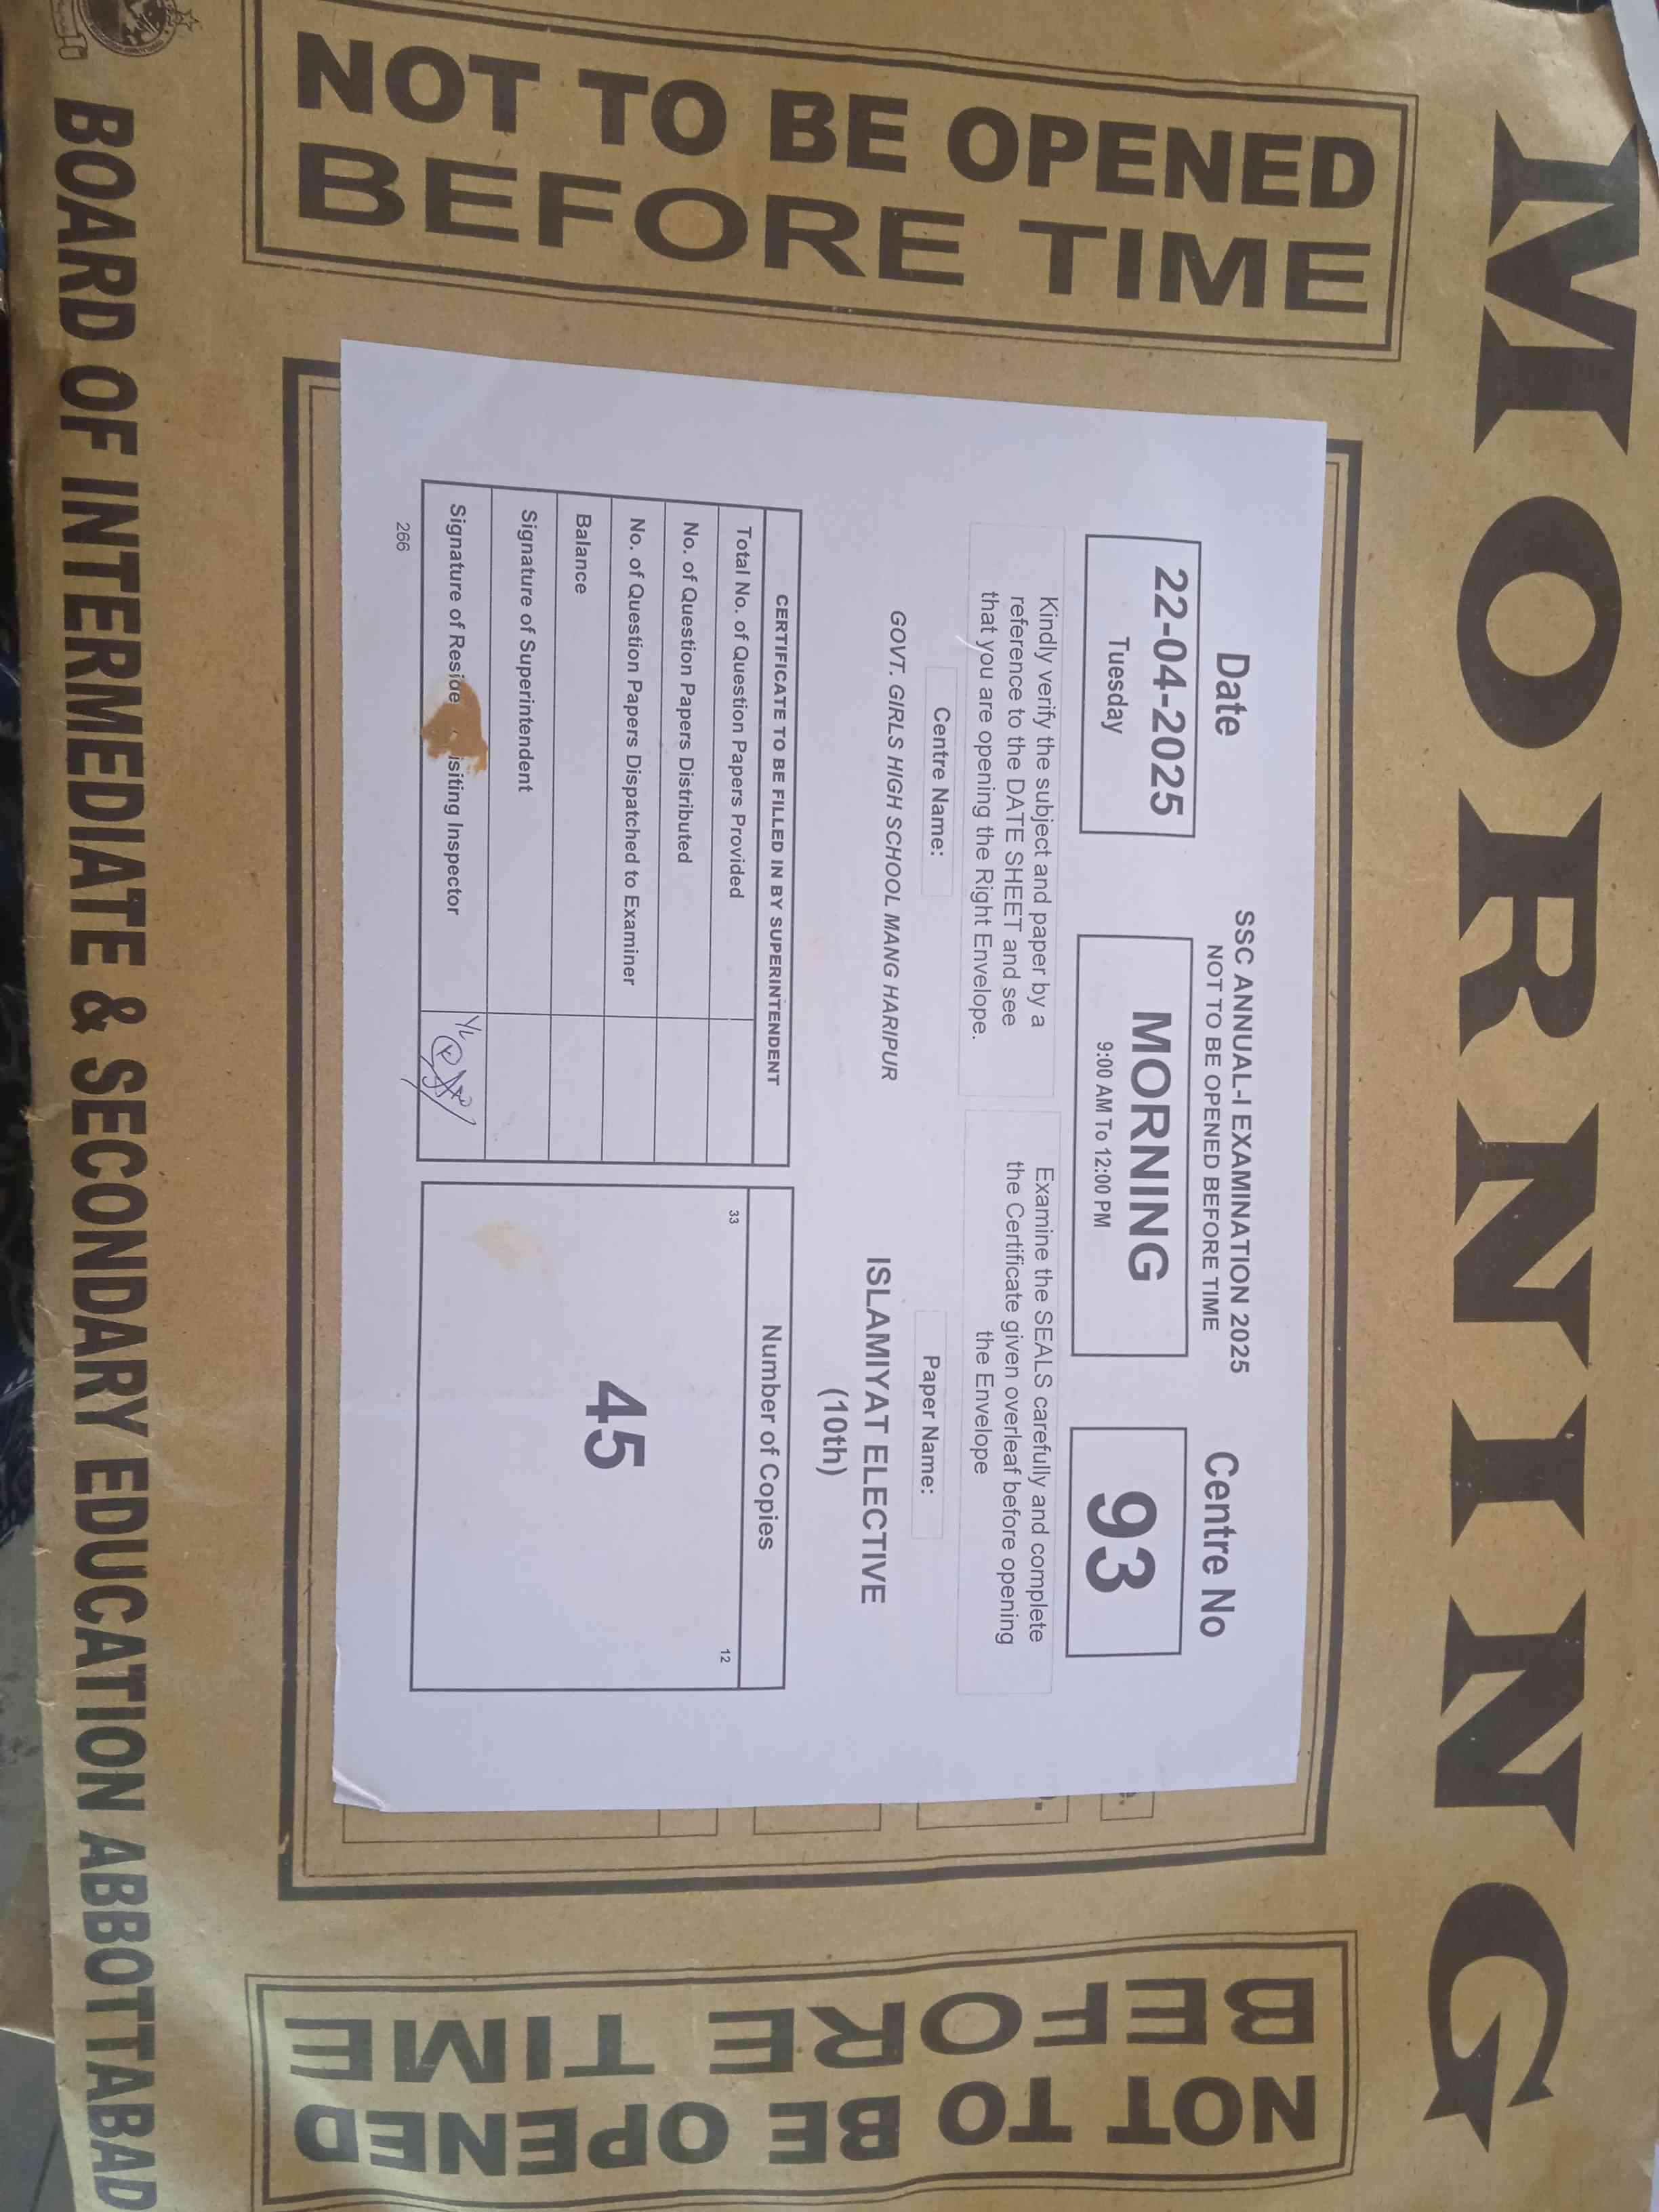 MORNING
NOT TO BE OPENED
BEFORE TIME
SSC ANNUAL-I EXAMINATION 2025
NOT TO BE OPENED BEFORE TIME
Date
22-04-2025
Tuesday
MORNING
9:00 AM To 12:00 PM
Centre No
93
Kindly verify the subject and paper by a
reference to the DATE SHEET and see
that you are opening the Right Envelope.
Examine the SEALS carefully and complete
the Certificate given overleaf before opening
the Envelope
Centre Name:
GOVT. GIRLS HIGH SCHOOL MANG HARIPUR
Paper Name:
ISLAMIYAT ELECTIVE
(10th)
CERTIFICATE TO BE FILLED IN BY SUPERINTENDENT
Total No. of Question Papers Provided
No. of Question Papers Distributed
No. of Question Papers Dispatched to Examiner
Balance
Signature of Superintendent
Signature of Inspector
266
Number of Copies
33
12
45
NOT TO BE OPENED
BEFORE TIME
BOARD OF INTERMEDIATE & SECONDARY EDUCATION ABBOTTABAD